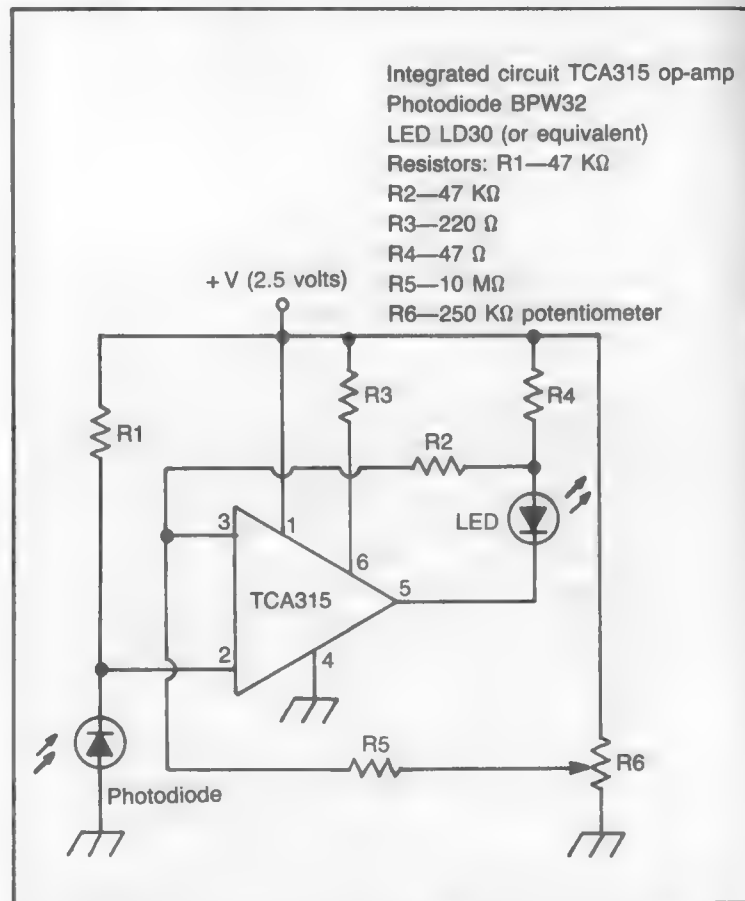 Integrated circuit TCA315 op-amp
Photodiode BPW32
LED LD30 (or equivalent)
Resistors: R1—47 KΩ
R2—47 KΩ
R3—220 Ω
R4—47 Ω
R5—10 MΩ
R6—250 KΩ potentiometer
+V (2.5 volts)
R3
R4
R1
R2
LED
3
1
6
TCA315
5
2
4
R5
R6
Photodiode